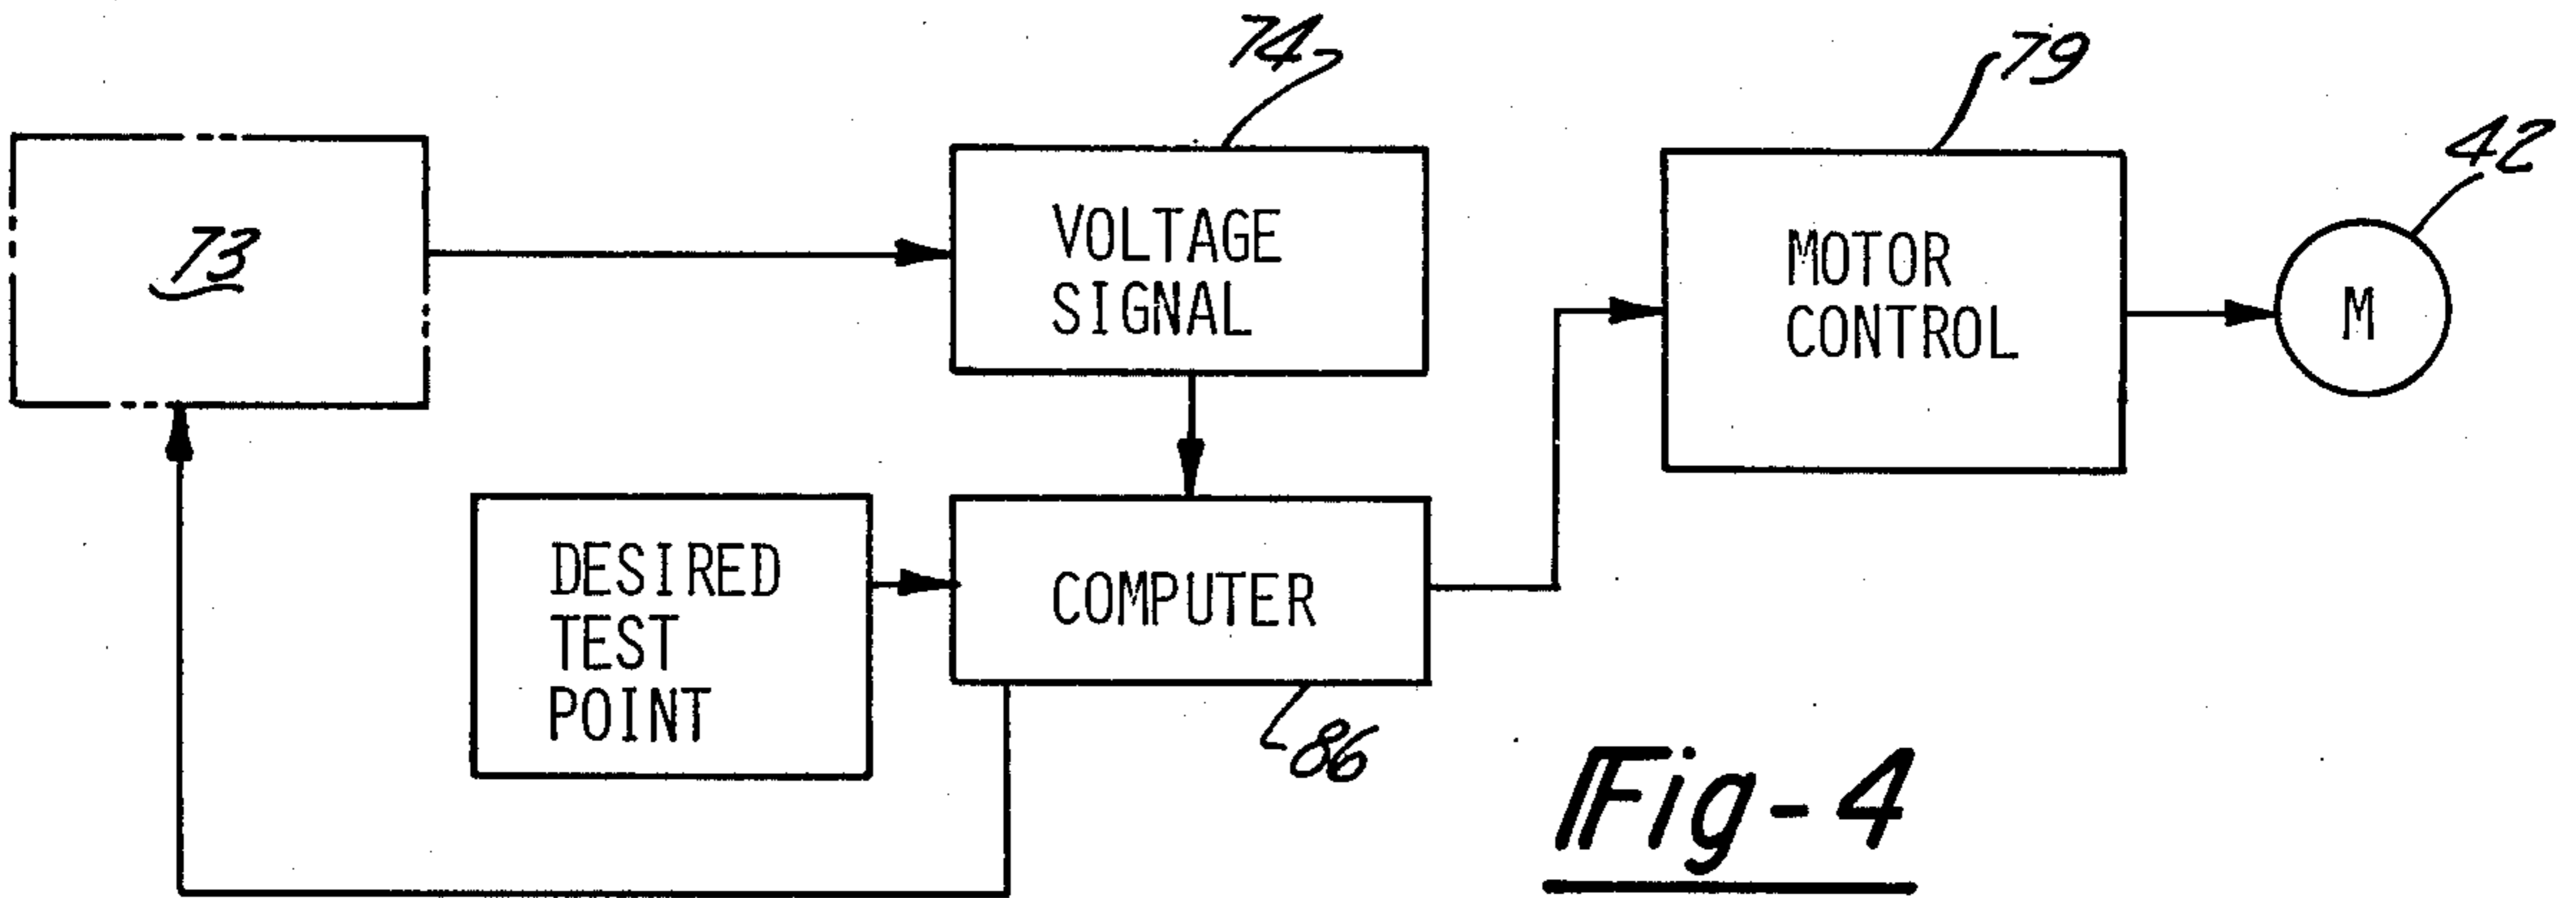 74
79
42
73
VOLTAGE
SIGNAL
MOTOR
CONTROL
M
DESIRED
TEST
POINT
COMPUTER
86
Fig-4